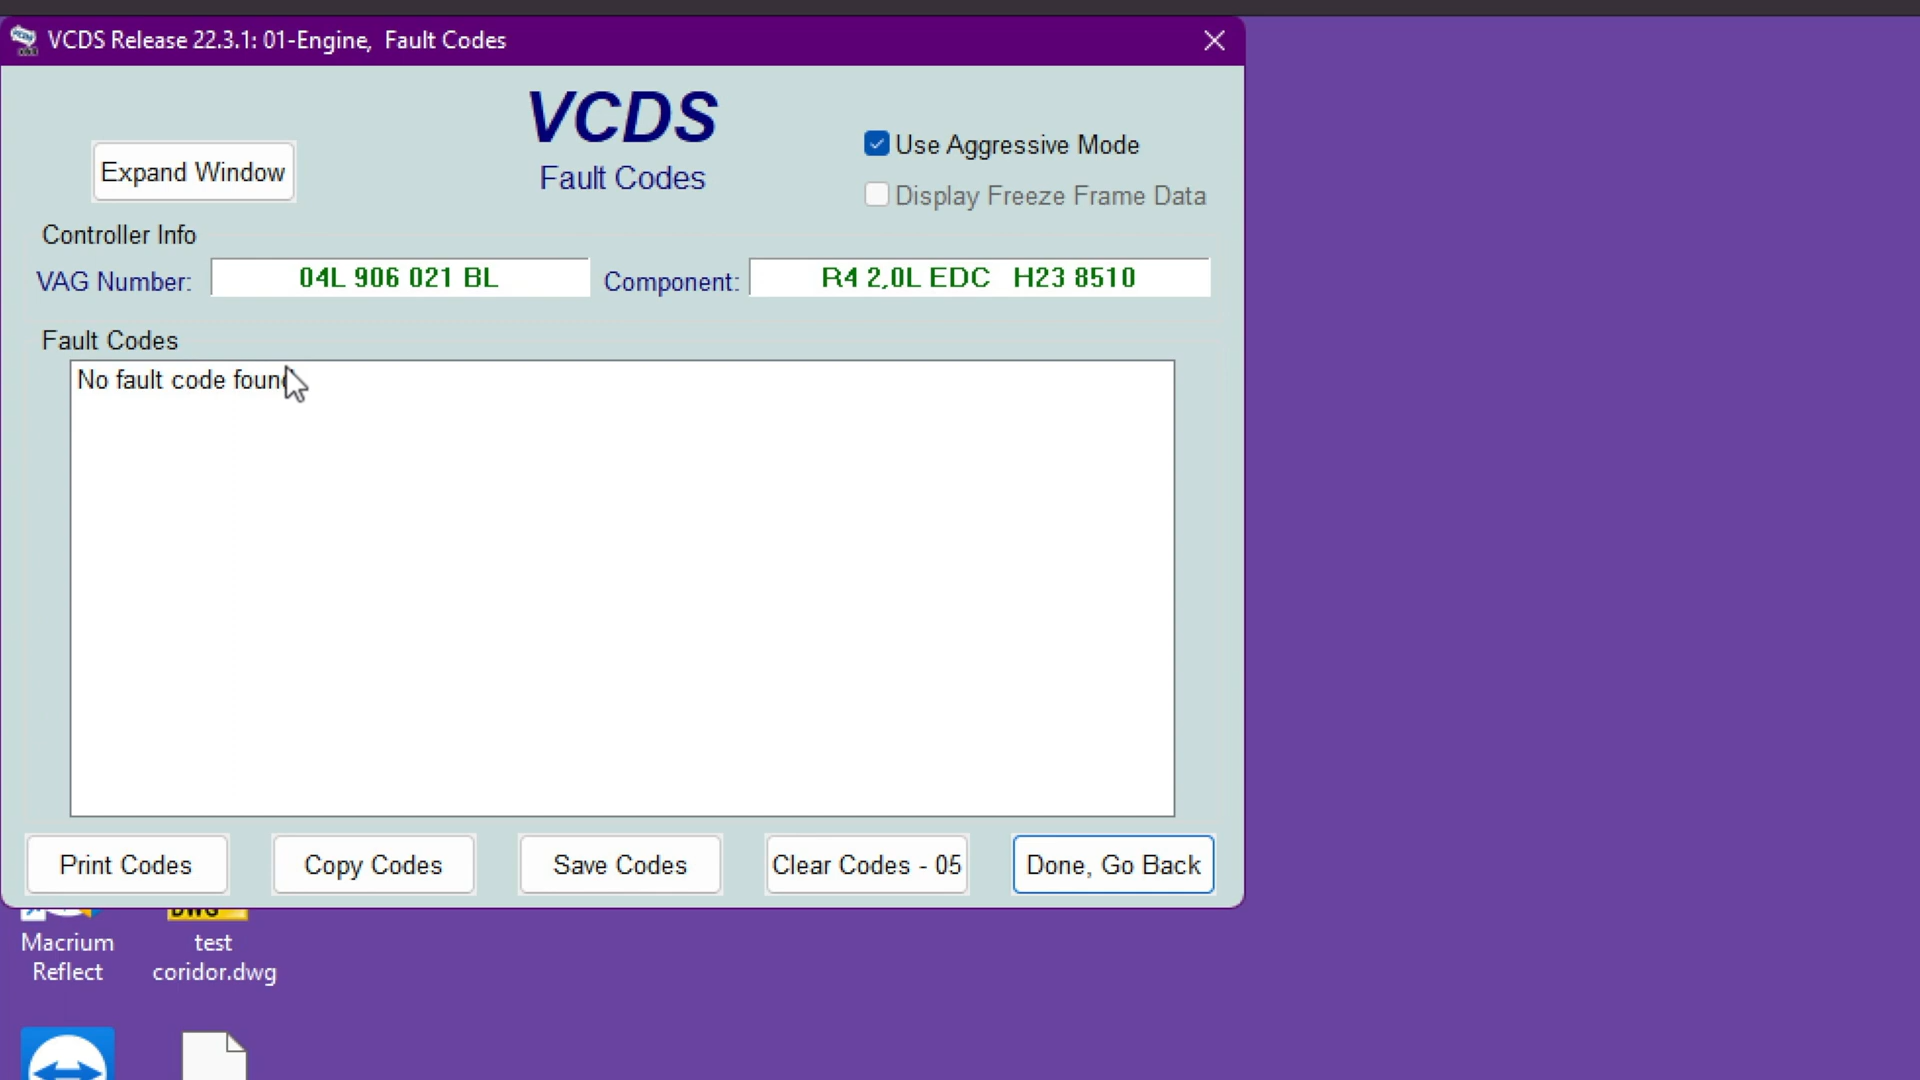 VCDS Release 22.3.1: 01-Engine, Fault Codes
VCDS
Fault Codes
Expand Window
Use Aggressive Mode
Display Freeze Frame Data
Controller Info
VAG Number: 04L 906 021 BL Component: R4 2,0L EDC H23 8510
Fault Codes
No fault code found
Print Codes Copy Codes Save Codes Clear Codes - 05 Done, Go Back
DWG
Macrium Reflect
test coridor.dwg